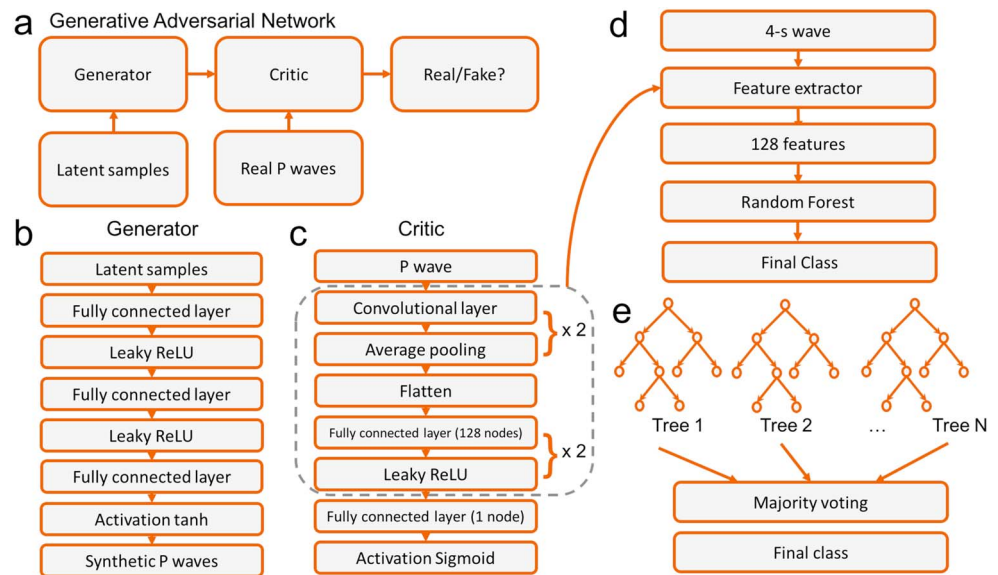 a
Generative Adversarial Network
Generator
Critic
Real/Fake?
Latent samples
Real P waves
b
Generator
Latent samples
Fully connected layer
Leaky ReLU
Fully connected layer
Leaky ReLU
Fully connected layer
Activation tanh
Synthetic P waves
c
Critic
P wave
Convolutional layer
Average pooling
x 2
Flatten
Fully connected layer (128 nodes)
Leaky ReLU
x 2
Fully connected layer (1 node)
Activation Sigmoid
d
4-s wave
Feature extractor
128 features
Random Forest
Final Class
e
Tree 1
Tree 2
...
Tree N
Majority voting
Final class